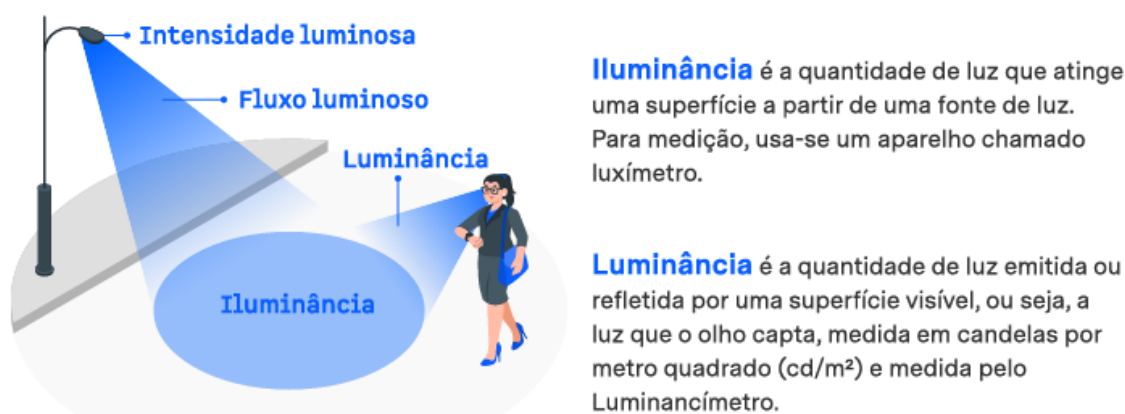 Intensidade luminosa
Fluxo luminoso
Luminância
Iluminância
Iluminância é a quantidade de luz que atinge
uma superfície a partir de uma fonte de luz.
Para medição, usa-se um aparelho chamado
luxímetro.
Luminância é a quantidade de luz emitida ou
refletida por uma superfície visível, ou seja, a
luz que o olho capta, medida em candelas por
metro quadrado (cd/m²) e medida pelo
Luminancímetro.